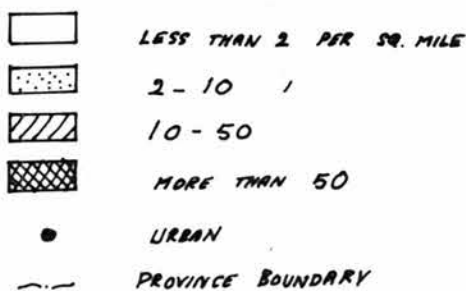 LESS THAN 2 PER SQ. MILE
2-10 "
10-50
MORE THAN 50
URBAN
PROVINCE BOUNDARY